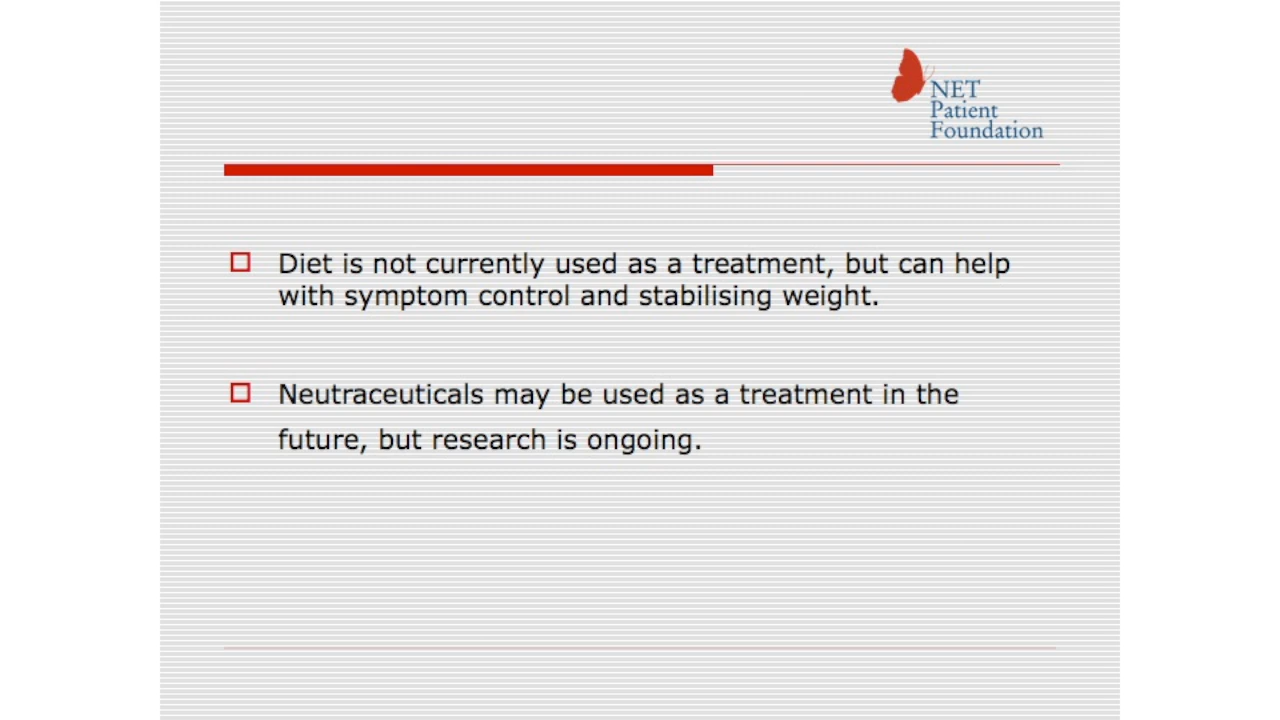 NET
Patient
Foundation
Diet is not currently used as a treatment, but can help
with symptom control and stabilising weight.
Neutraceuticals may be used as a treatment in the
future, but research is ongoing.